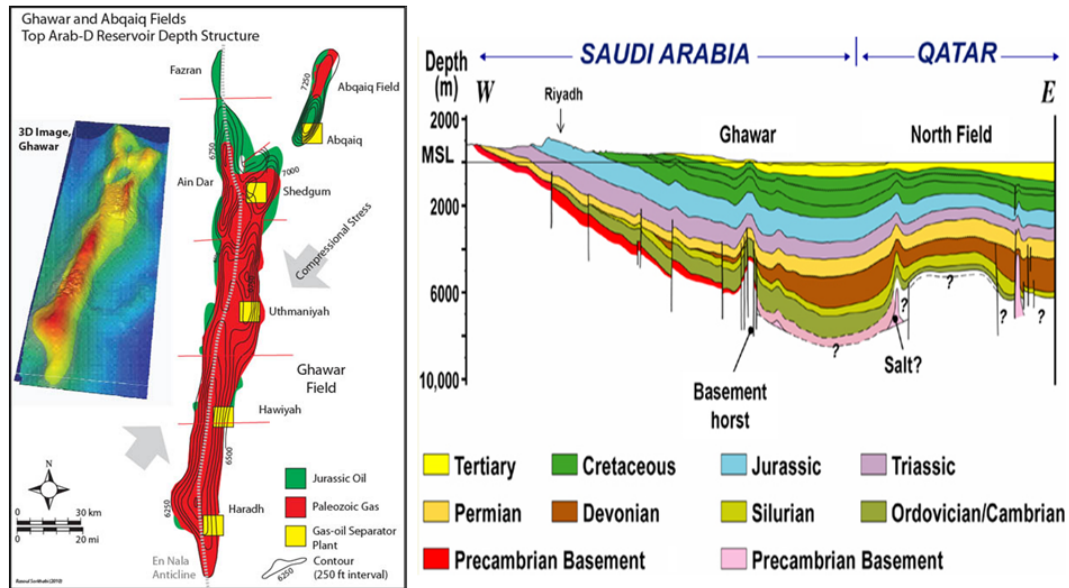 Ghawar and Abqaiq Fields
Top Arab-D Reservoir Depth Structure
Fazran
7250
Abqaiq Field
3D Image,
Ghawar
Abqaiq
6750
7000
Ain Dar
Shedgum
Compressional Stress
Uthmaniyah
Ghawar
Field
Hawiyah
6500
N
Jurassic Oil
Paleozoic Gas
6250
Haradh
Gas-oil Separator
Plant
0 30 km
0 20 mi
En Nala
Anticline
Contour
(250 ft interval)
6250
SAUDI ARABIA
QATAR
Depth
(m)
W
E
2000
Riyadh
Ghawar
North Field
MSL
2000
6000
10,000
?
?
?
?
?
Salt?
Basement
horst
Tertiary
Cretaceous
Jurassic
Triassic
Permian
Devonian
Silurian
Ordovician/Cambrian
Precambrian Basement
Precambrian Basement